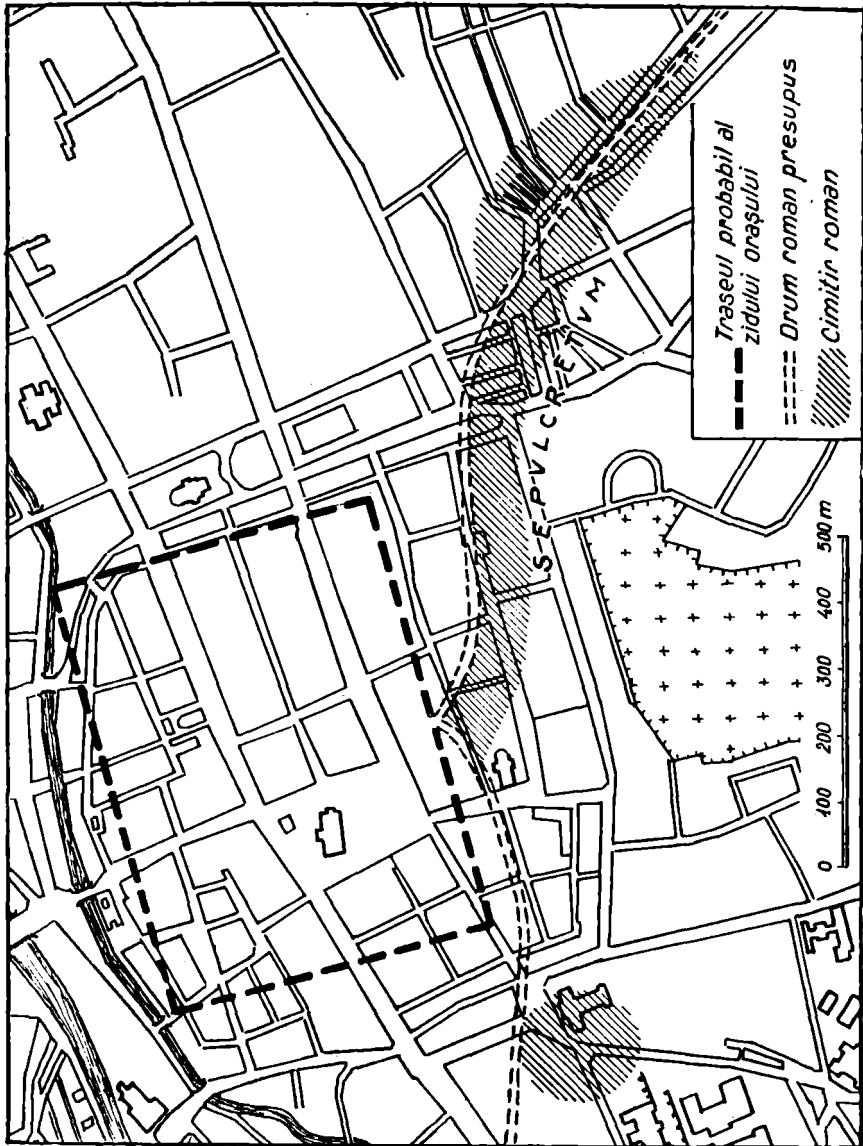 SEPVLCRETVM
Traseul probabil al
zidului orașului
Drum roman presupus
Cimitir roman
0 100 200 300 400 500 m